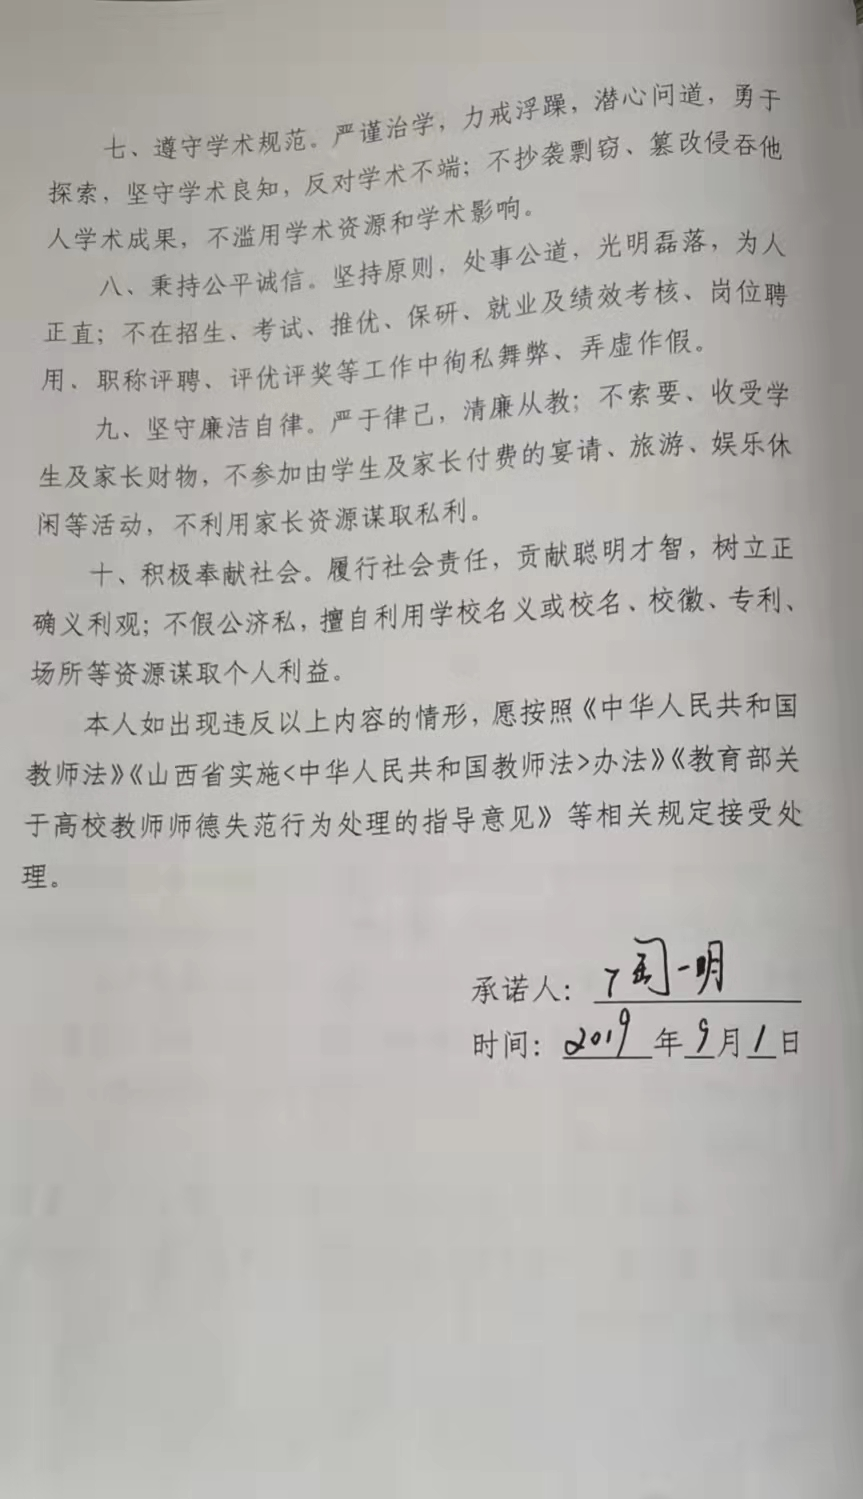 七、遵守学术规范。严谨治学，力戒浮躁，潜心问道，勇于
探索，坚守学术良知，反对学术不端；不抄袭剽窃、篡改侵吞他
人学术成果，不滥用学术资源和学术影响。
八、秉持公平诚信。坚持原则，处事公道，光明磊落，为人
正直；不在招生、考试、推优、保研、就业及绩效考核、岗位聘
用、职称评聘、评优评奖等工作中徇私舞弊、弄虚作假。
九、坚守廉洁自律。严于律己，清廉从教；不索要、收受学
生及家长财物，不参加由学生及家长付费的宴请、旅游、娱乐休
闲等活动，不利用家长资源谋取私利。
十、积极奉献社会。履行社会责任，贡献聪明才智，树立正
确义利观；不假公济私，擅自利用学校名义或校名、校徽、专利、
场所等资源谋取个人利益。
本人如出现违反以上内容的情形，愿按照《中华人民共和国
教师法》《山西省实施<中华人民共和国教师法>办法》《教育部关
于高校教师师德失范行为处理的指导意见》等相关规定接受处
理。
承诺人：一明
时间：2019年9月1日